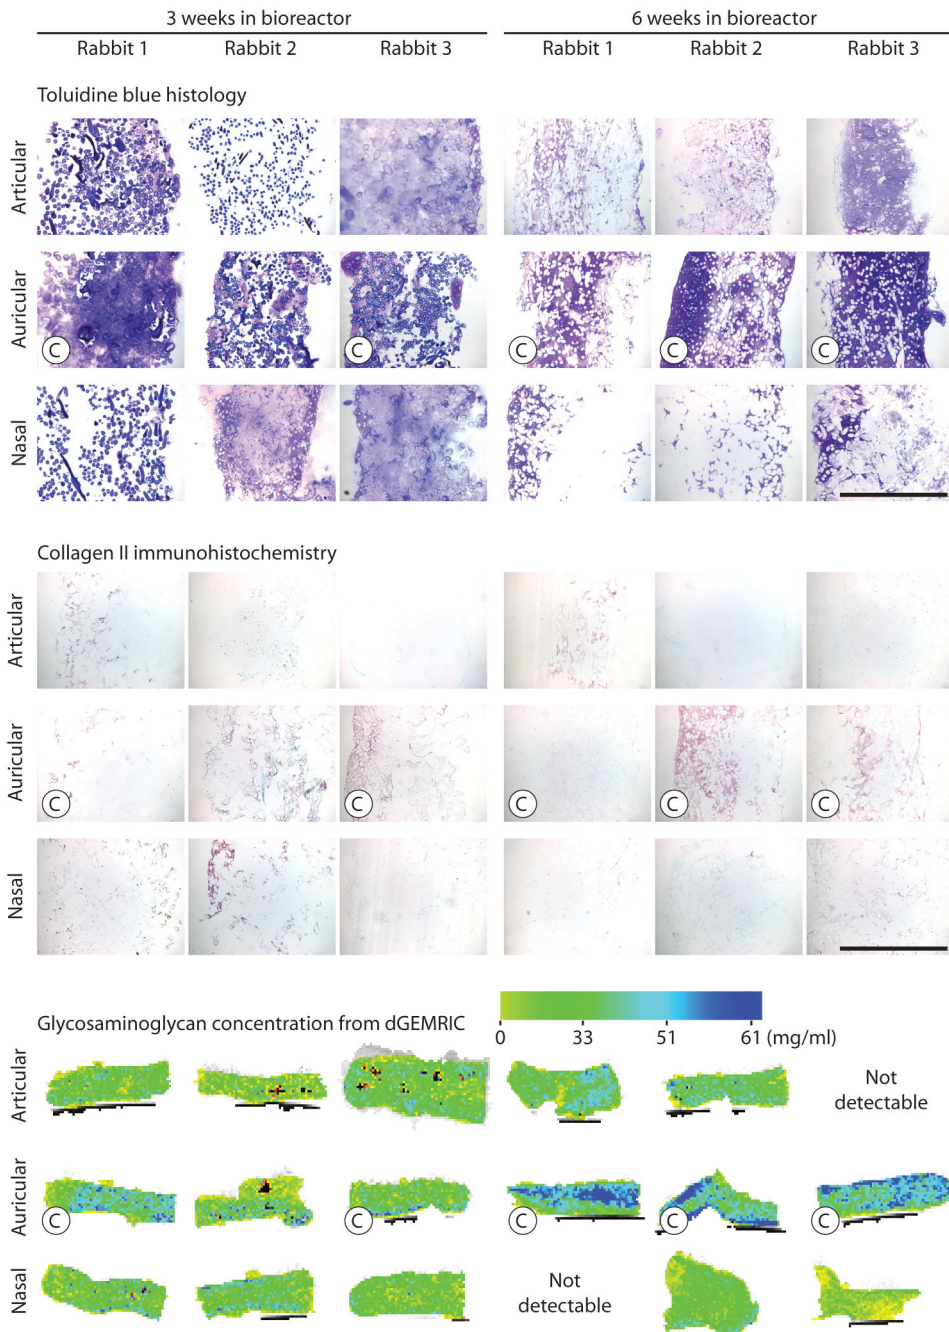 3 weeks in bioreactor 6 weeks in bioreactor
Rabbit 1 Rabbit 2 Rabbit 3 Rabbit 1 Rabbit 2 Rabbit 3
Toluidine blue histology
Articular
Auricular
C C C C C
Nasal
Collagen II immunohistochemistry
Articular
Auricular
C C C C C
Nasal
Glycosaminoglycan concentration from dGEMRIC
0 33 51 61 (mg/ml)
Articular
Not
detectable
Auricular
C C C C C
Nasal
Not
detectable